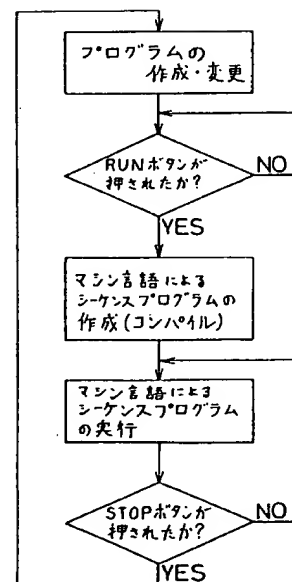 プログラムの
作成・変更
RUNボタンが
押されたか?
NO
YES
マシン言語による
シーケンスプログラムの
作成(コンパイル)
マシン言語による
シーケンスプログラム
の実行
STOPボタンが
押されたか?
NO
YES